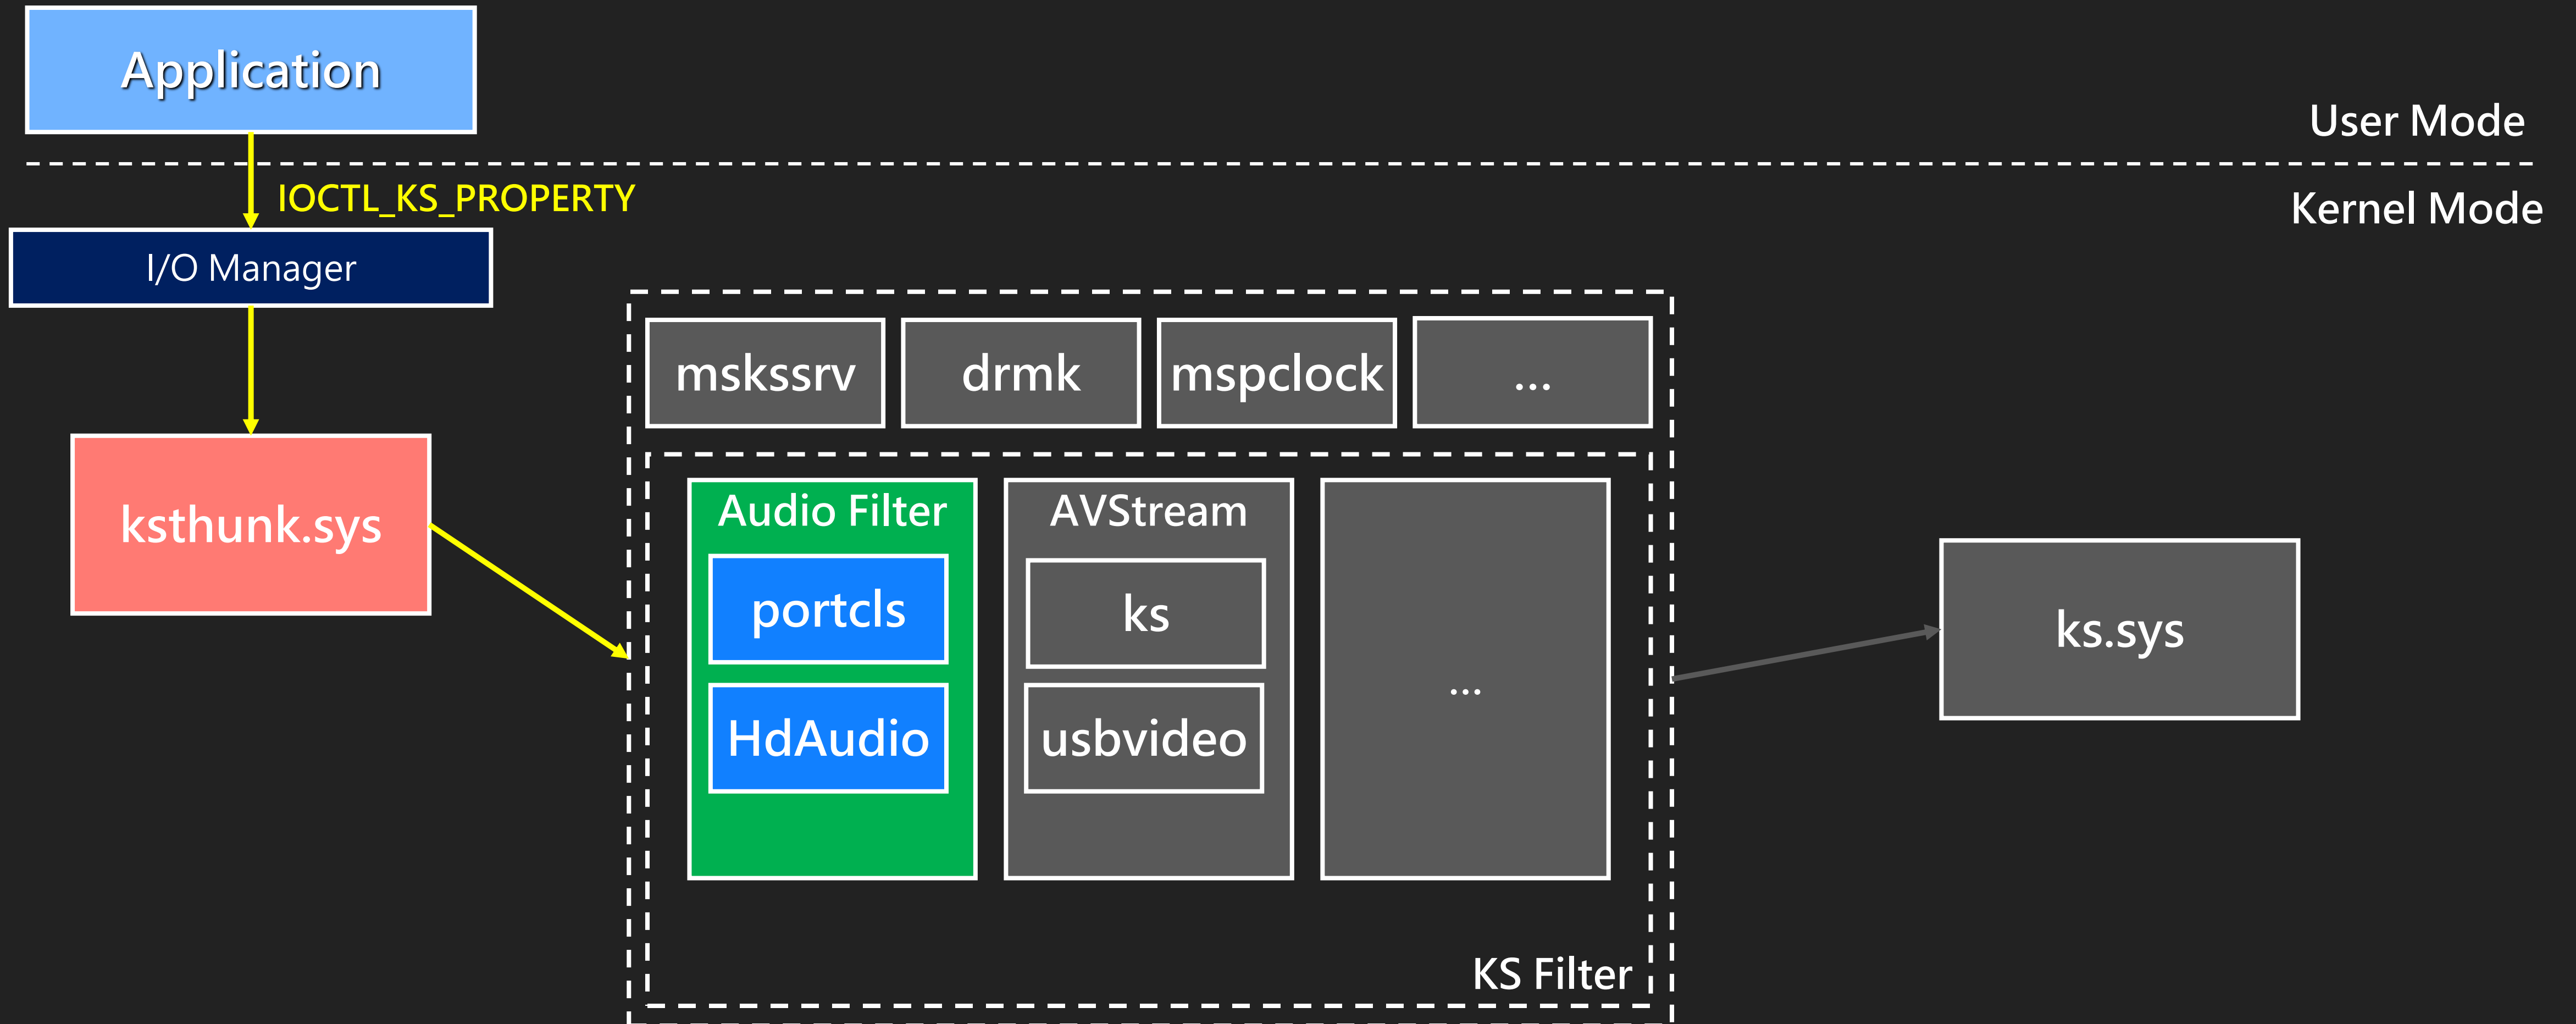 Application
User Mode
IOCTL_KS_PROPERTY
Kernel Mode
I/O Manager
mskssrv
drmk
mspclock
...
ksthunk.sys
Audio Filter
portcls
HdAudio
AVStream
ks
usbvideo
...
ks.sys
KS Filter